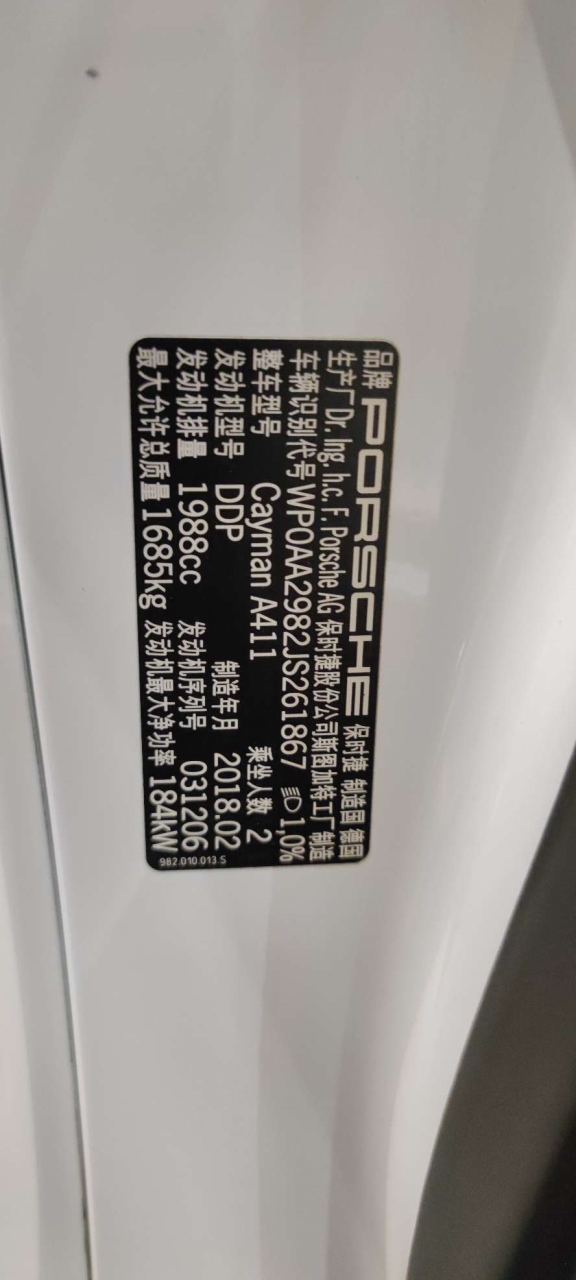 品牌 PORSCHE 保时捷 制造国 德国
生产厂 Dr. Ing. h.c. F. Porsche AG 保时捷股份公司斯图加特工厂制造
车辆识别代号 WP0AA2982JS261867 1,0%
整车型号 Cayman A411 乘坐人数 2
发动机型号 DDP 制造年月 2018.02
发动机排量 1988cc 发动机序列号 031206
最大允许总质量 1685kg 发动机最大净功率 184kW
982.010.013.S